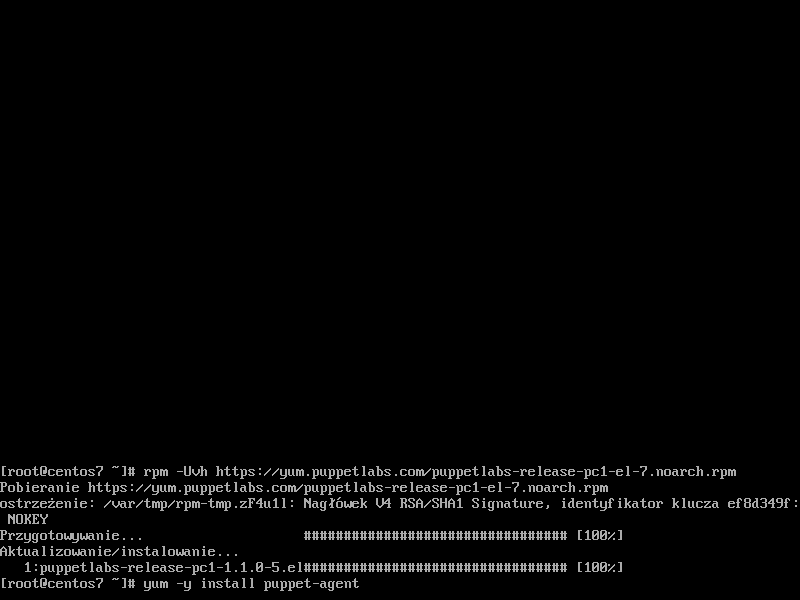 [root@centos7 ~]# rpm -Uvh https://yum.puppetlabs.com/puppetlabs-release-pc1-el-7.noarch.rpm
Pobieranie https://yum.puppetlabs.com/puppetlabs-release-pc1-el-7.noarch.rpm
ostrzeżenie: /var/tmp/rpm-tmp.zF4u1l: Nagłówek V4 RSA/SHA1 Signature, identyfikator klucza ef8d349f:
 NOKEY
Przygotowywanie...                    ################################# [100%]
Aktualizowanie/instalowanie...
   1:puppetlabs-release-pc1-1.1.0-5.el################################# [100%]
[root@centos7 ~]# yum -y install puppet-agent